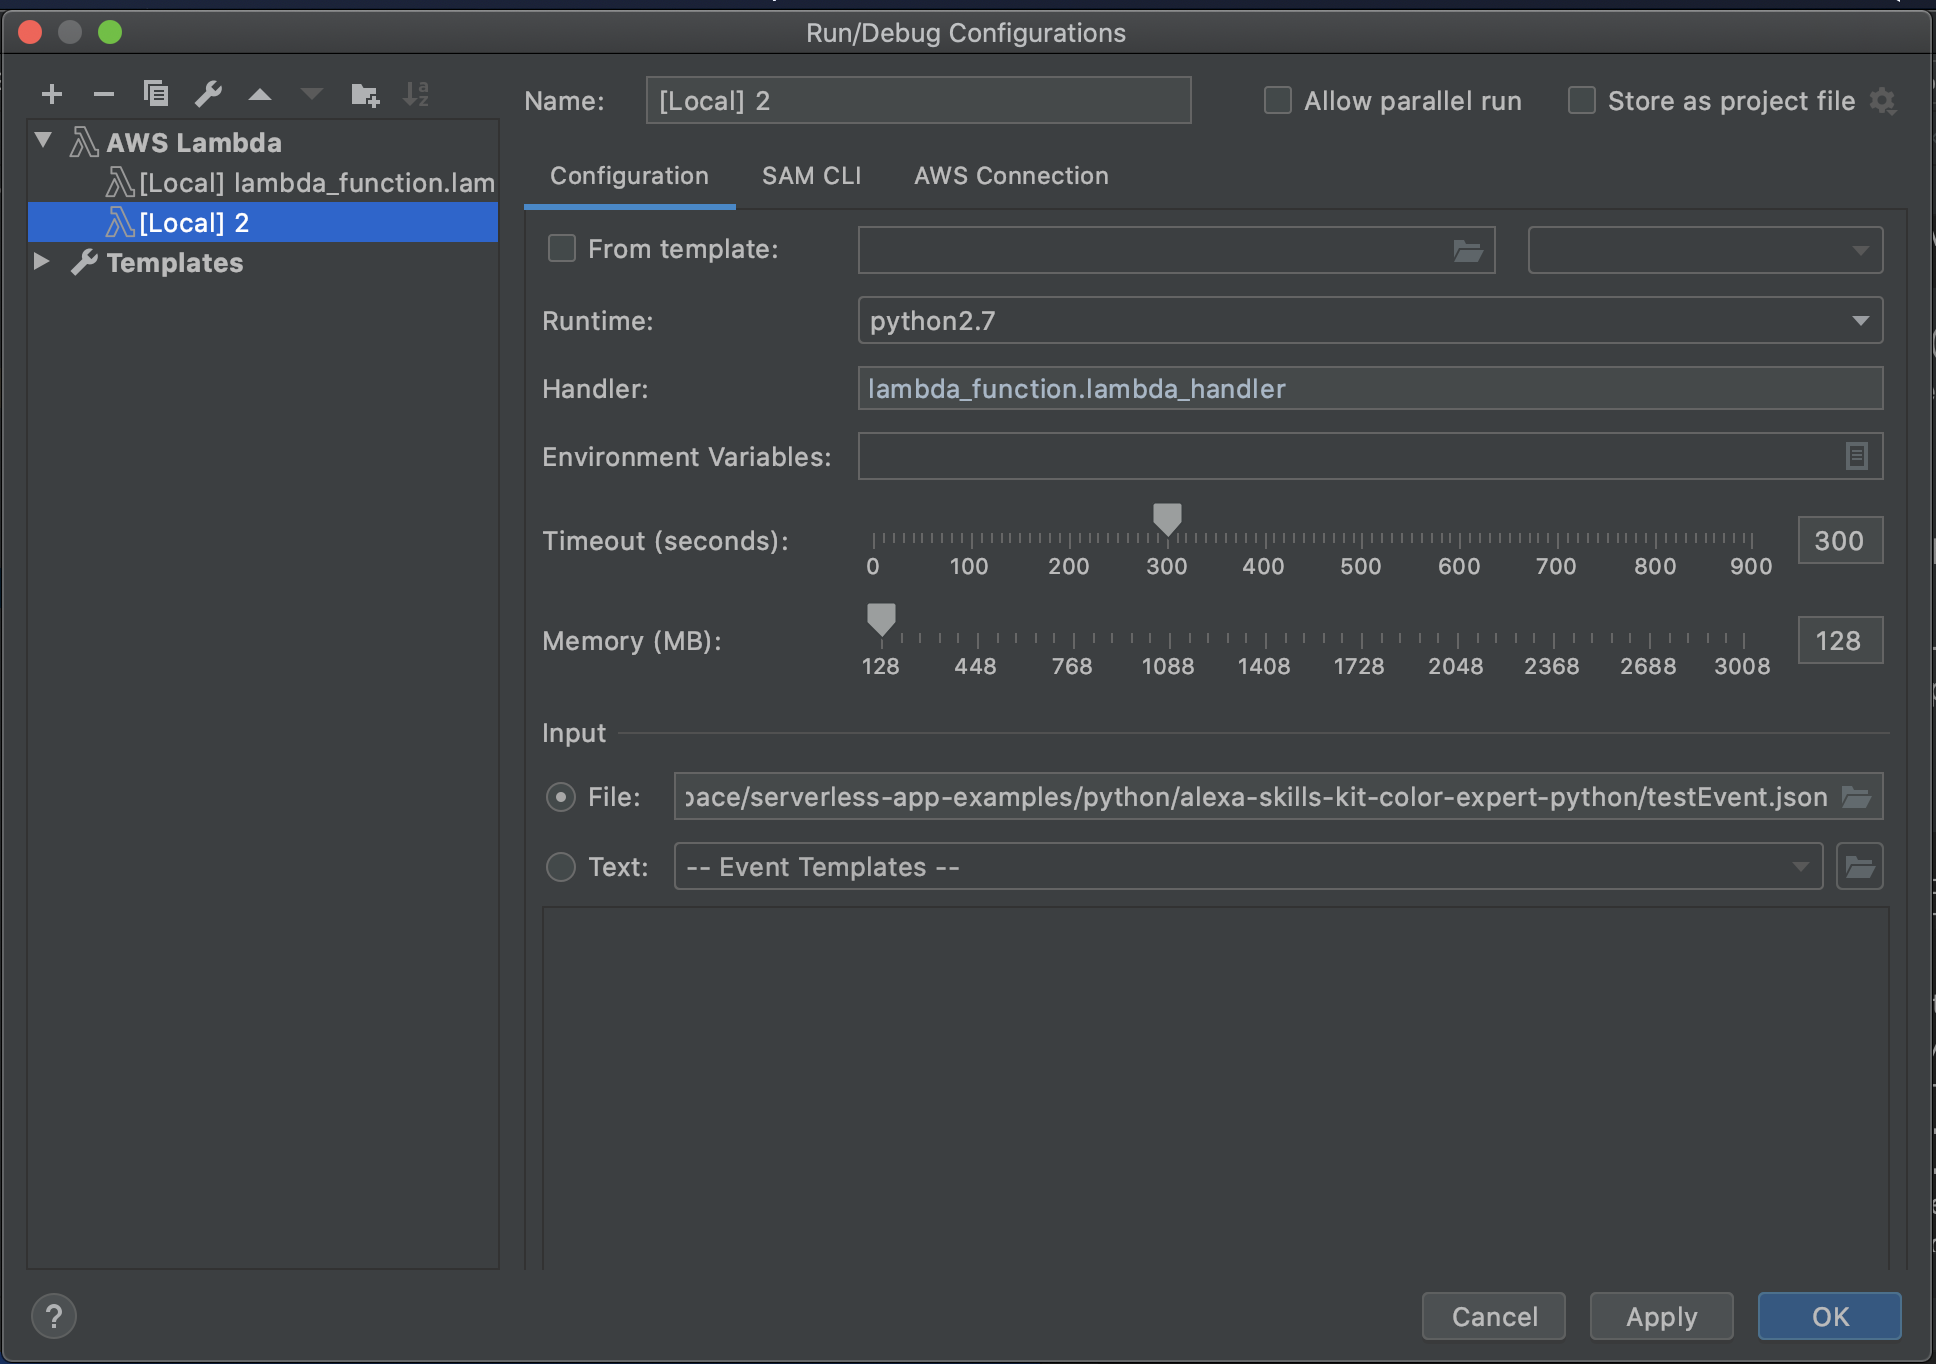 Run/Debug Configurations
Name: [Local] 2 Allow parallel run Store as project file
AWS Lambda
[Local] lambda_function.lam
[Local] 2
Templates
Configuration SAM CLI AWS Connection
From template:
Runtime: python2.7
Handler: lambda_function.lambda_handler
Environment Variables:
Timeout (seconds): 300
0 100 200 300 400 500 600 700 800 900
Memory (MB): 128
128 448 768 1088 1408 1728 2048 2368 2688 3008
Input
File: pace/serverless-app-examples/python/alexa-skills-kit-color-expert-python/testEvent.json
Text: -- Event Templates --
? Cancel Apply OK